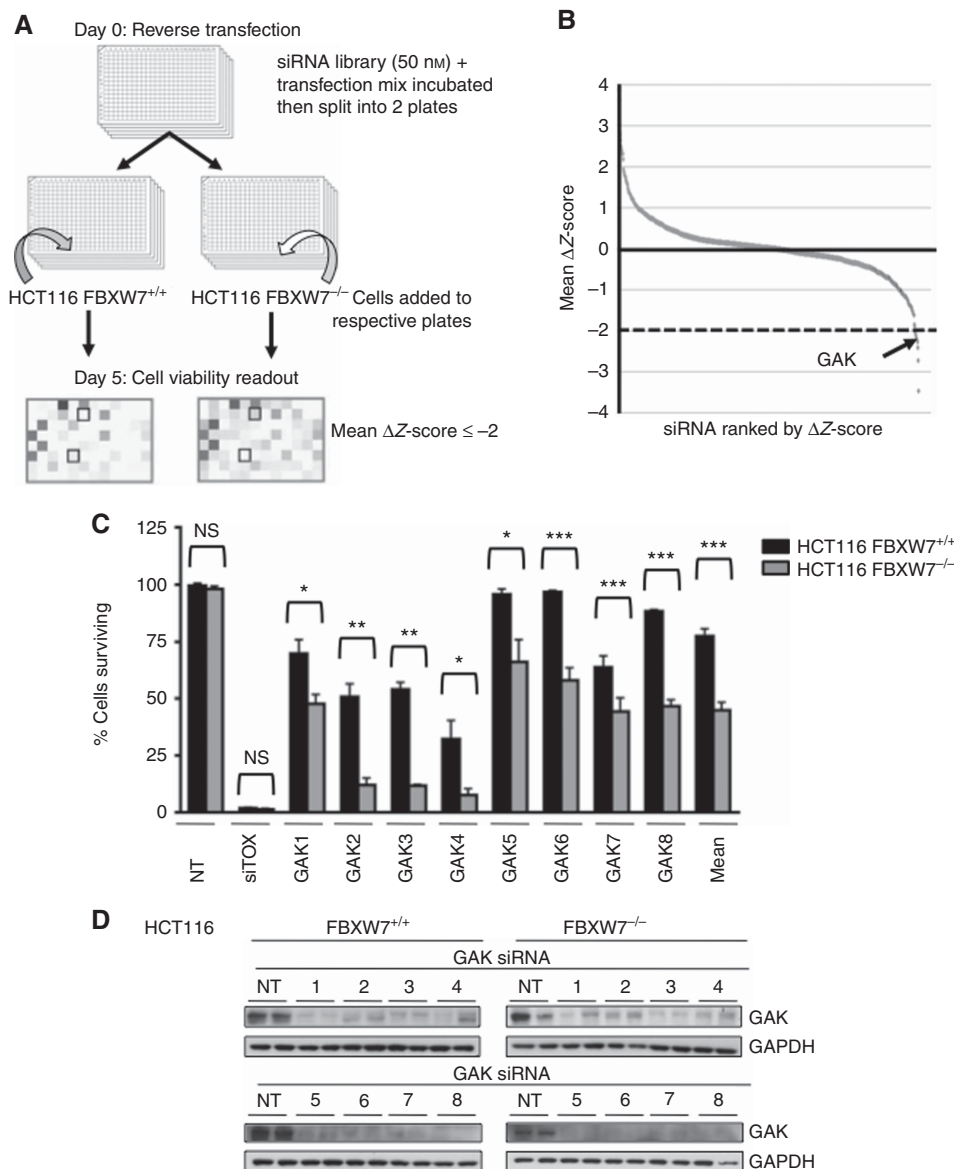 A
Day 0: Reverse transfection
siRNA library (50 nM) +
transfection mix incubated
then split into 2 plates
HCT116 FBXW7+/+
HCT116 FBXW7–/–
Cells added to
respective plates
Day 5: Cell viability readout
Mean ΔZ-score ≤ –2
B
Mean ΔZ-score
4
3
2
1
0
–1
–2
–3
–4
GAK
siRNA ranked by ΔZ-score
C
% Cells surviving
125
100
75
50
25
0
NS
NS
*
**
**
*
*
***
***
***
***
HCT116 FBXW7+/+
HCT116 FBXW7–/–
NT
siTOX
GAK1
GAK2
GAK3
GAK4
GAK5
GAK6
GAK7
GAK8
Mean
D
HCT116
FBXW7+/+
FBXW7–/–
GAK siRNA
NT 1 2 3 4 NT 1 2 3 4
GAK
GAPDH
GAK siRNA
NT 5 6 7 8 NT 5 6 7 8
GAK
GAPDH